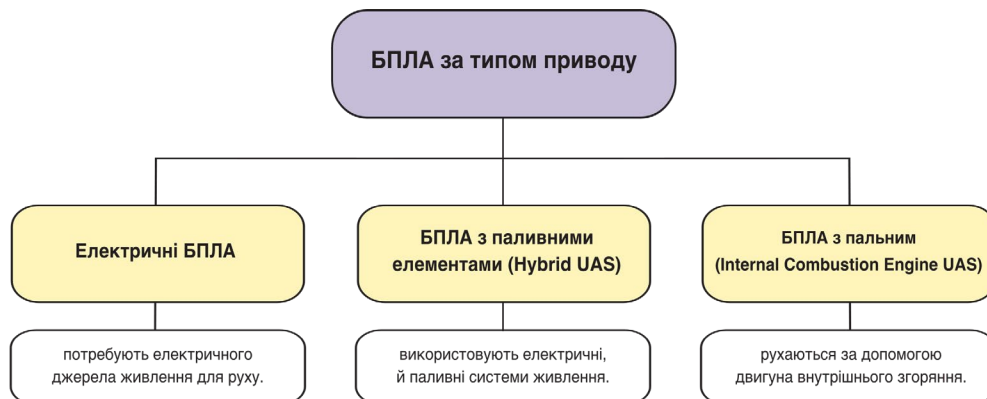 БПЛА за типом приводу
Електричні БПЛА
БПЛА з паливними
елементами (Hybrid UAS)
БПЛА з пальним
(Internal Combustion Engine UAS)
потребують електричного
джерела живлення для руху.
використовують електричні,
й паливні системи живлення.
рухаються за допомогою
двигуна внутрішнього згоряння.